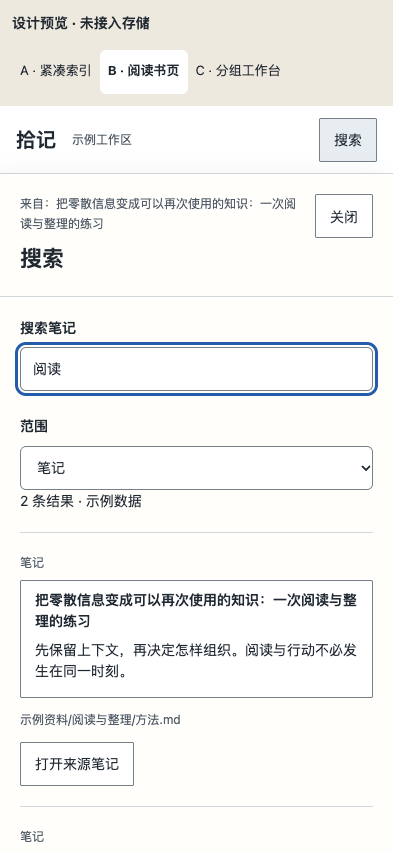 设计预览 · 未接入存储
A · 紧凑索引
B · 阅读书页
C · 分组工作台
拾记
示例工作区
搜索
来自：把零散信息变成可以再次使用的知识：一次阅
读与整理的练习
关闭
搜索
搜索笔记
阅读
范围
笔记
2 条结果 · 示例数据
笔记
把零散信息变成可以再次使用的知识：一次阅读与整
理的练习
先保留上下文，再决定怎样组织。阅读与行动不必发
生在同一时刻。
示例资料/阅读与整理/方法.md
打开来源笔记
笔记